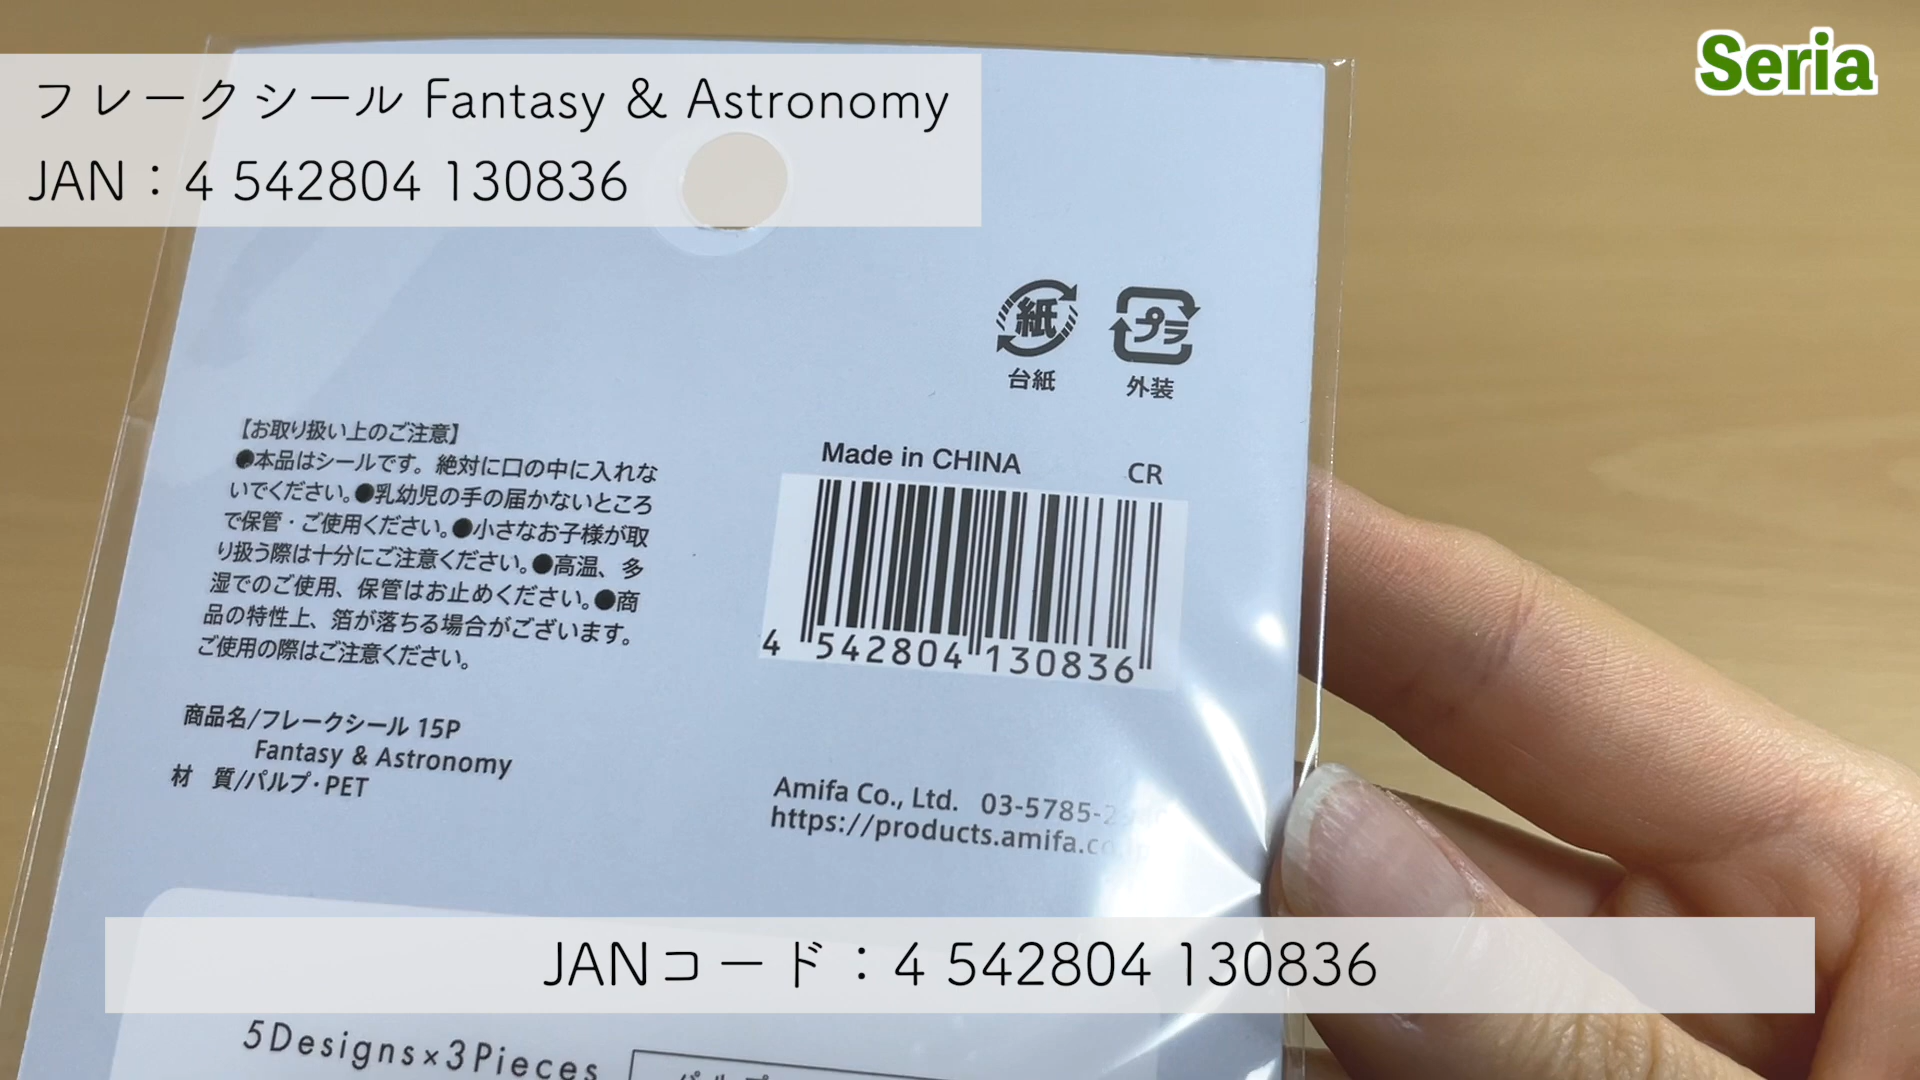 Seria
フレークシール Fantasy & Astronomy
JAN：4 542804 130836
紙
台紙
プラ
外装
【お取り扱い上のご注意】
●本品はシールです。絶対に口の中に入れな
いでください。●乳幼児の手の届かないところ
で保管・ご使用ください。●小さなお子様が取
り扱う際は十分にご注意ください。●高温、多
湿でのご使用、保管はお止めください。●商
品の特性上、箔が落ちる場合がございます。
ご使用の際はご注意ください。
Made in CHINA
CR
4 542804 130836
商品名/フレークシール 15P
Fantasy & Astronomy
材 質/パルプ・PET
Amifa Co., Ltd. 03-5785-
https://products.amifa.co
JANコード：4 542804 130836
5Designs×3Pieces